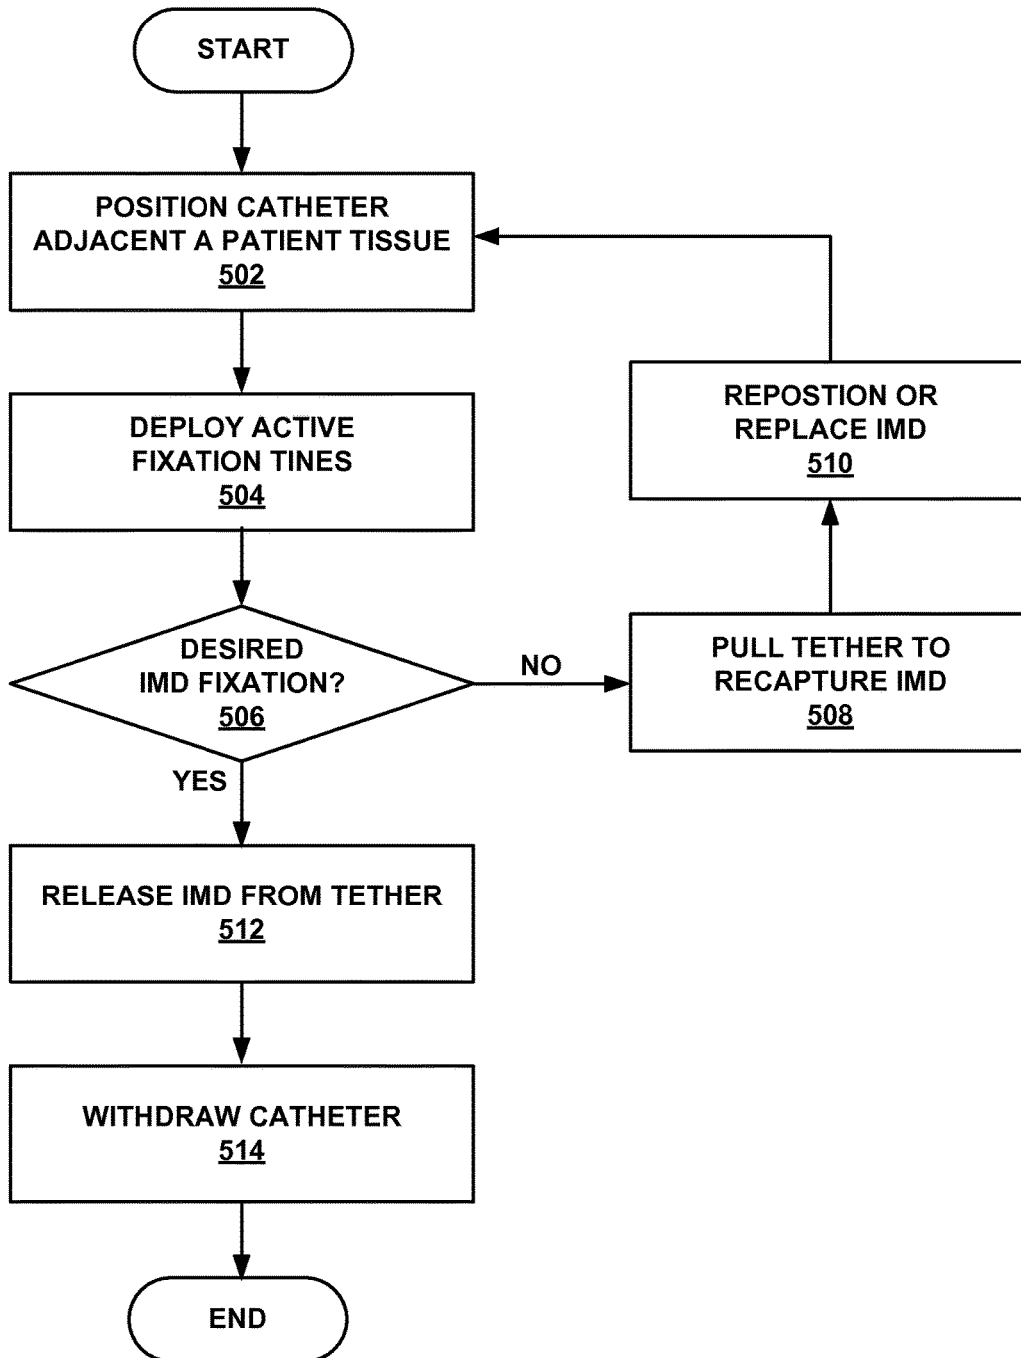 START
POSITION CATHETER
ADJACENT A PATIENT TISSUE
502
DEPLOY ACTIVE
FIXATION TINES
504
DESIRED
IMD FIXATION?
506
NO
PULL TETHER TO
RECAPTURE IMD
508
REPOSTION OR
REPLACE IMD
510
YES
RELEASE IMD FROM TETHER
512
WITHDRAW CATHETER
514
END